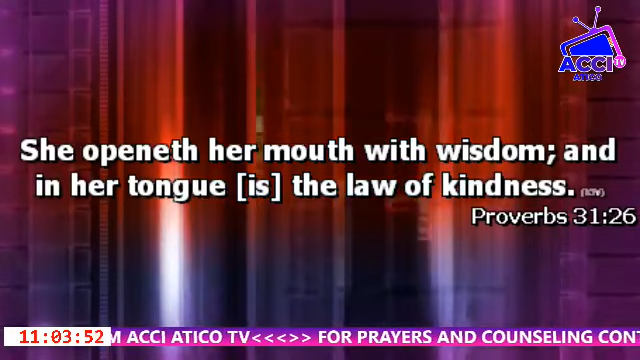 ACCI TV
ATICO
She openeth her mouth with wisdom; and
in her tongue [is] the law of kindness. (KJV)
Proverbs 31:26
11:03:52 M ACCI ATICO TV<<<>> FOR PRAYERS AND COUNSELING CONT